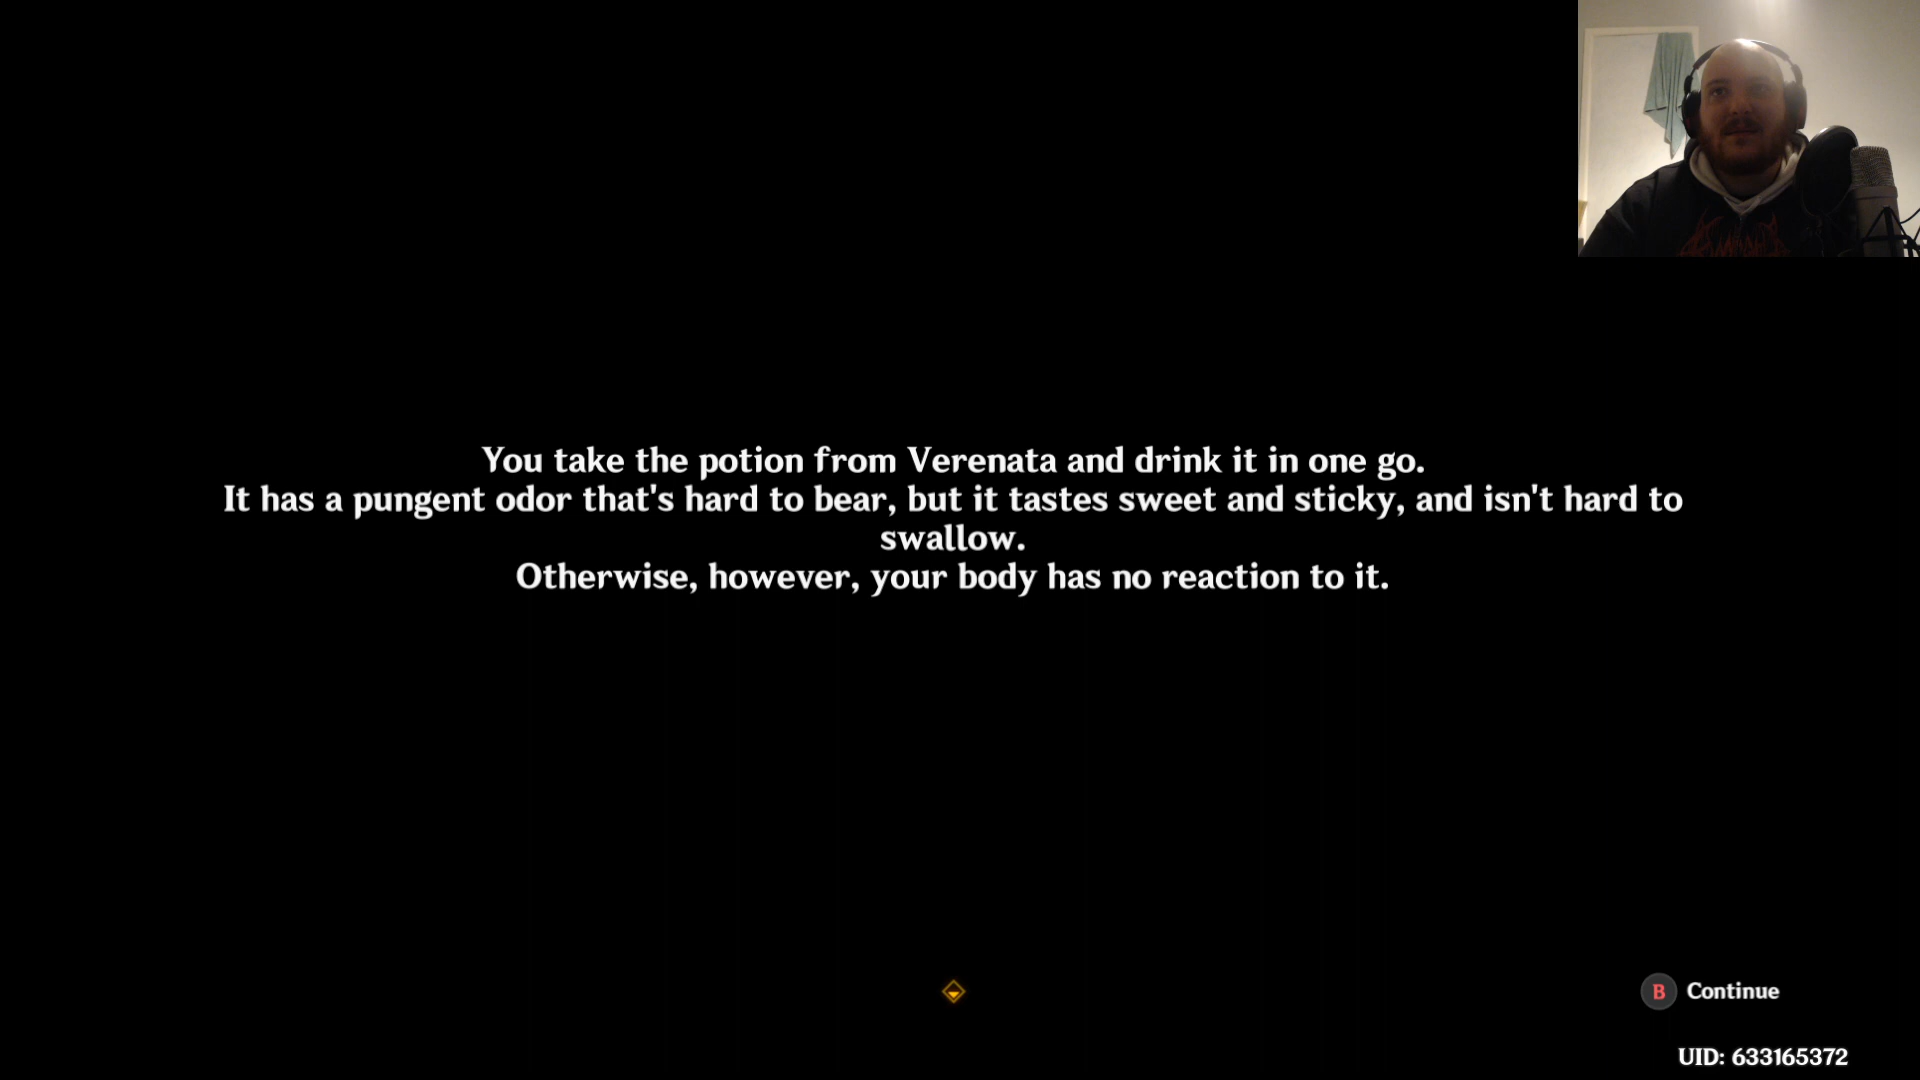 You take the potion from Verenata and drink it in one go.
It has a pungent odor that's hard to bear, but it tastes sweet and sticky, and isn't hard to
swallow.
Otherwise, however, your body has no reaction to it.
B Continue
UID: 633165372